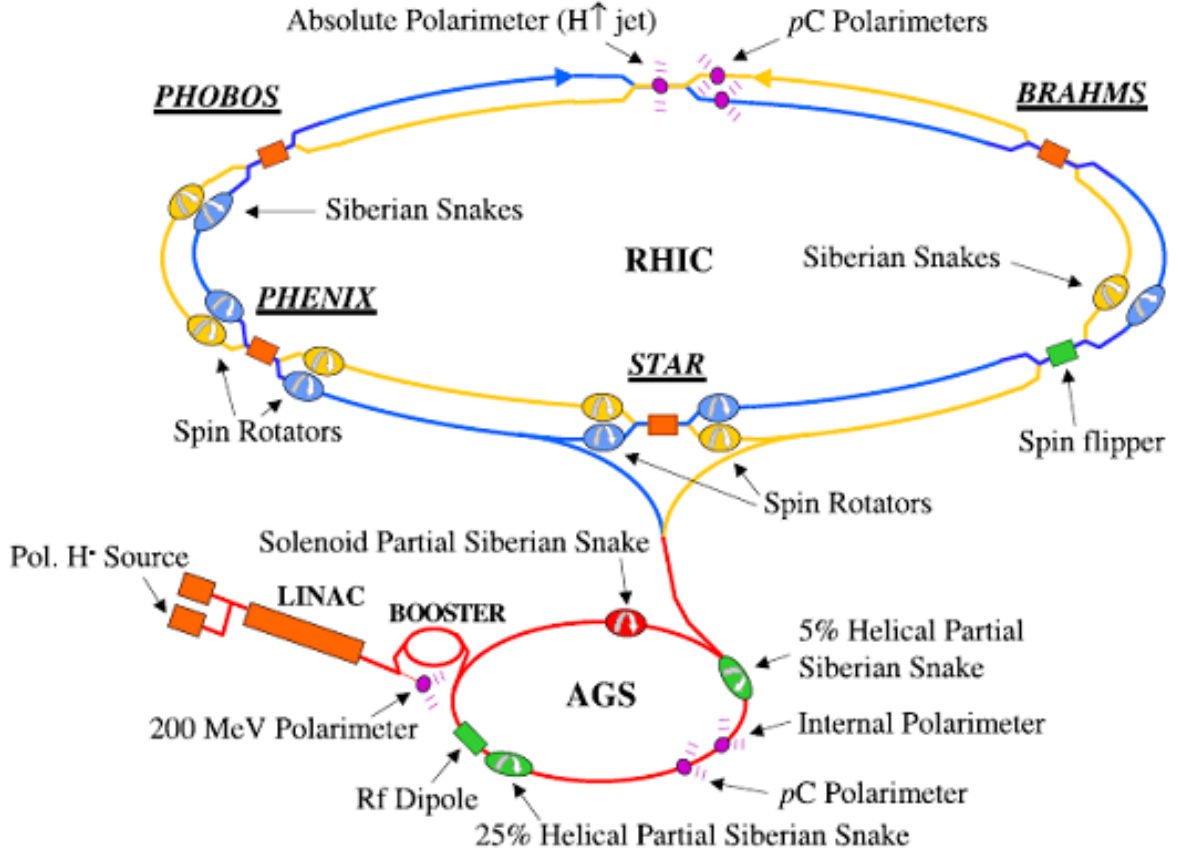 Absolute Polarimeter (H↑ jet)
pC Polarimeters
PHOBOS
BRAHMS
Siberian Snakes
RHIC
Siberian Snakes
PHENIX
STAR
Spin Rotators
Spin flipper
Spin Rotators
Solenoid Partial Siberian Snake
Pol. H⁻ Source
LINAC
BOOSTER
5% Helical Partial
Siberian Snake
AGS
200 MeV Polarimeter
Internal Polarimeter
Rf Dipole
pC Polarimeter
25% Helical Partial Siberian Snake